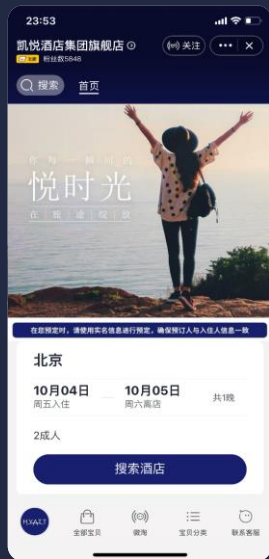 23:53
凯悦酒店集团旗舰店
关注
粉丝数5848
搜索 首页
在每一瞬间的
悦时光
在旅途绽放
在您预定时，请使用实名信息进行预定，确保预订人与入住人信息一致
北京
10月04日 10月05日 共1晚
周五入住 周六离店
2成人
搜索酒店
HYATT
全部宝贝 微淘 宝贝分类 联系客服